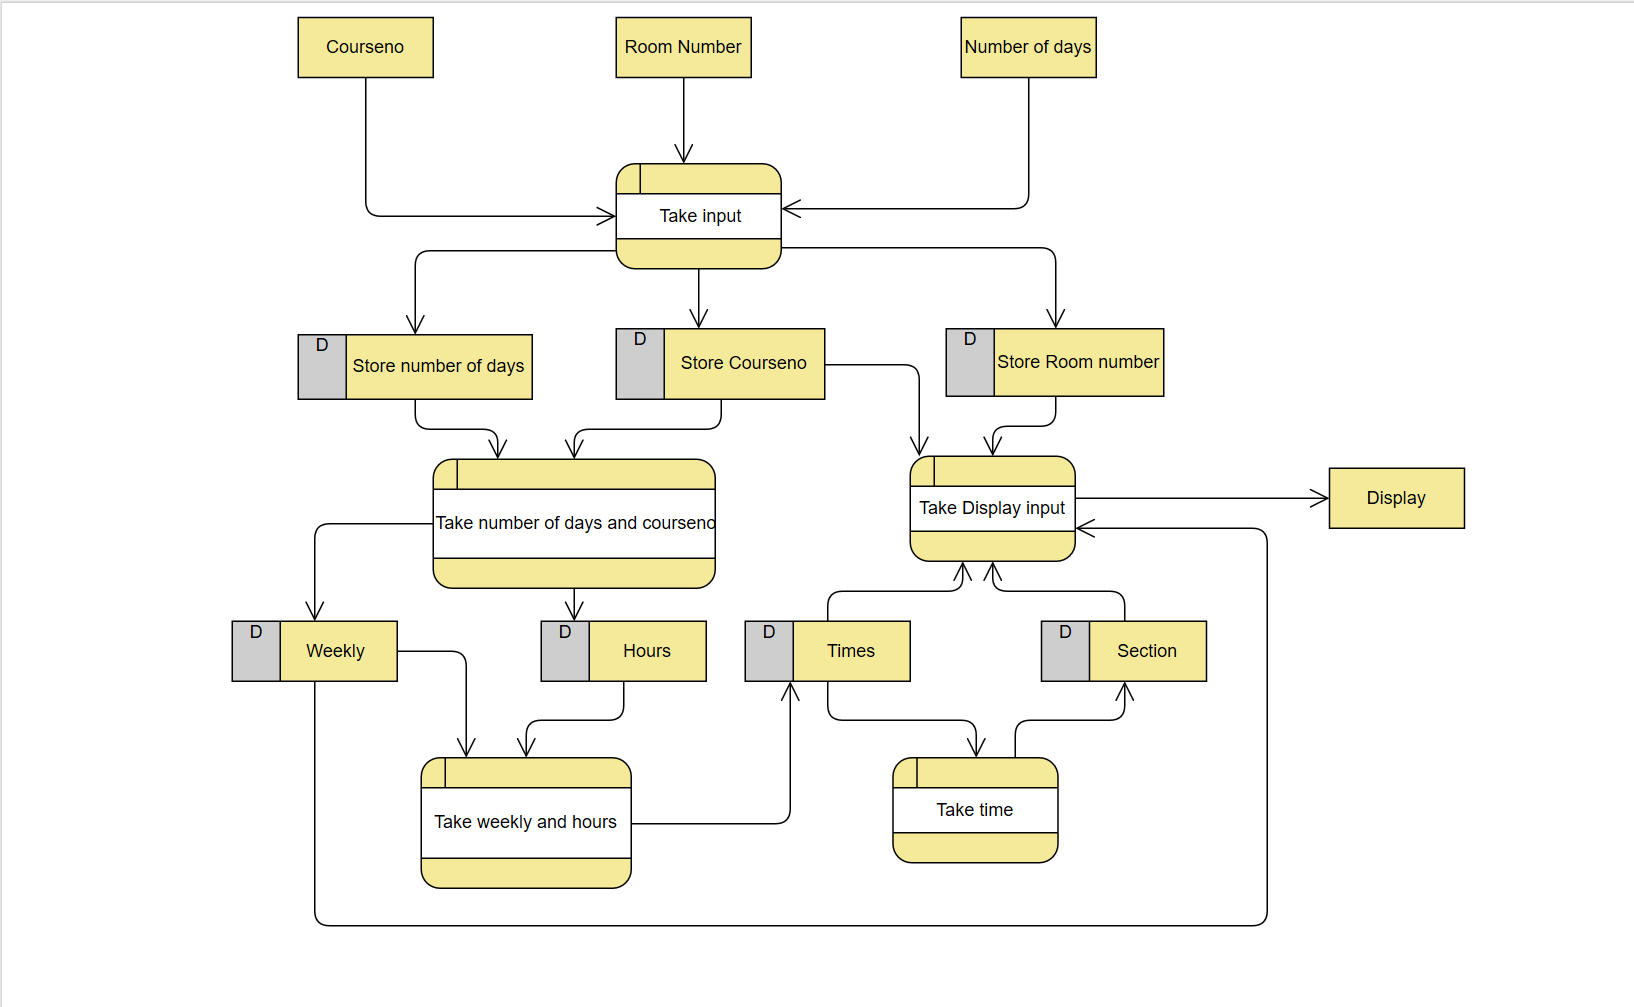 Courseno
Room Number
Number of days
Take input
D
Store number of days
D
Store Courseno
D
Store Room number
Take number of days and courseno
Take Display input
Display
D
Weekly
D
Hours
D
Times
D
Section
Take weekly and hours
Take time